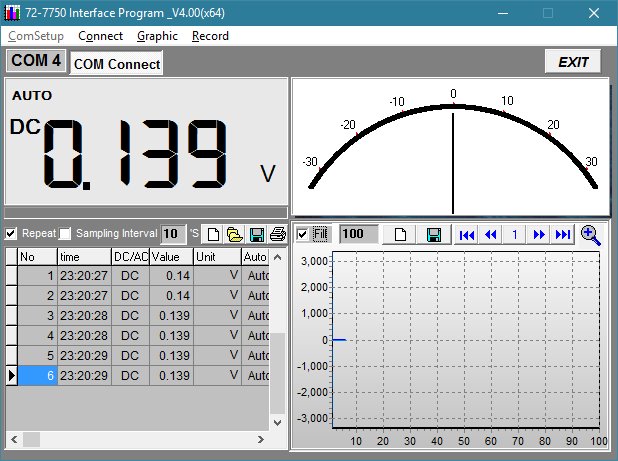 72-7750 Interface Program _V4.00(x64)
ComSetup Connect Graphic Record
COM 4 COM Connect EXIT
AUTO
DC 0.139 V
-30 -20 -10 0 10 20 30
Repeat Sampling Interval 10 'S
Fill 100 1
No time DC/AC Value Unit Auto
1 23:20:27 DC 0.14 V Auto
2 23:20:27 DC 0.14 V Auto
3 23:20:28 DC 0.139 V Auto
4 23:20:28 DC 0.139 V Auto
5 23:20:29 DC 0.139 V Auto
6 23:20:29 DC 0.139 V Auto
3,000
2,000
1,000
0
-1,000
-2,000
-3,000
10 20 30 40 50 60 70 80 90 100